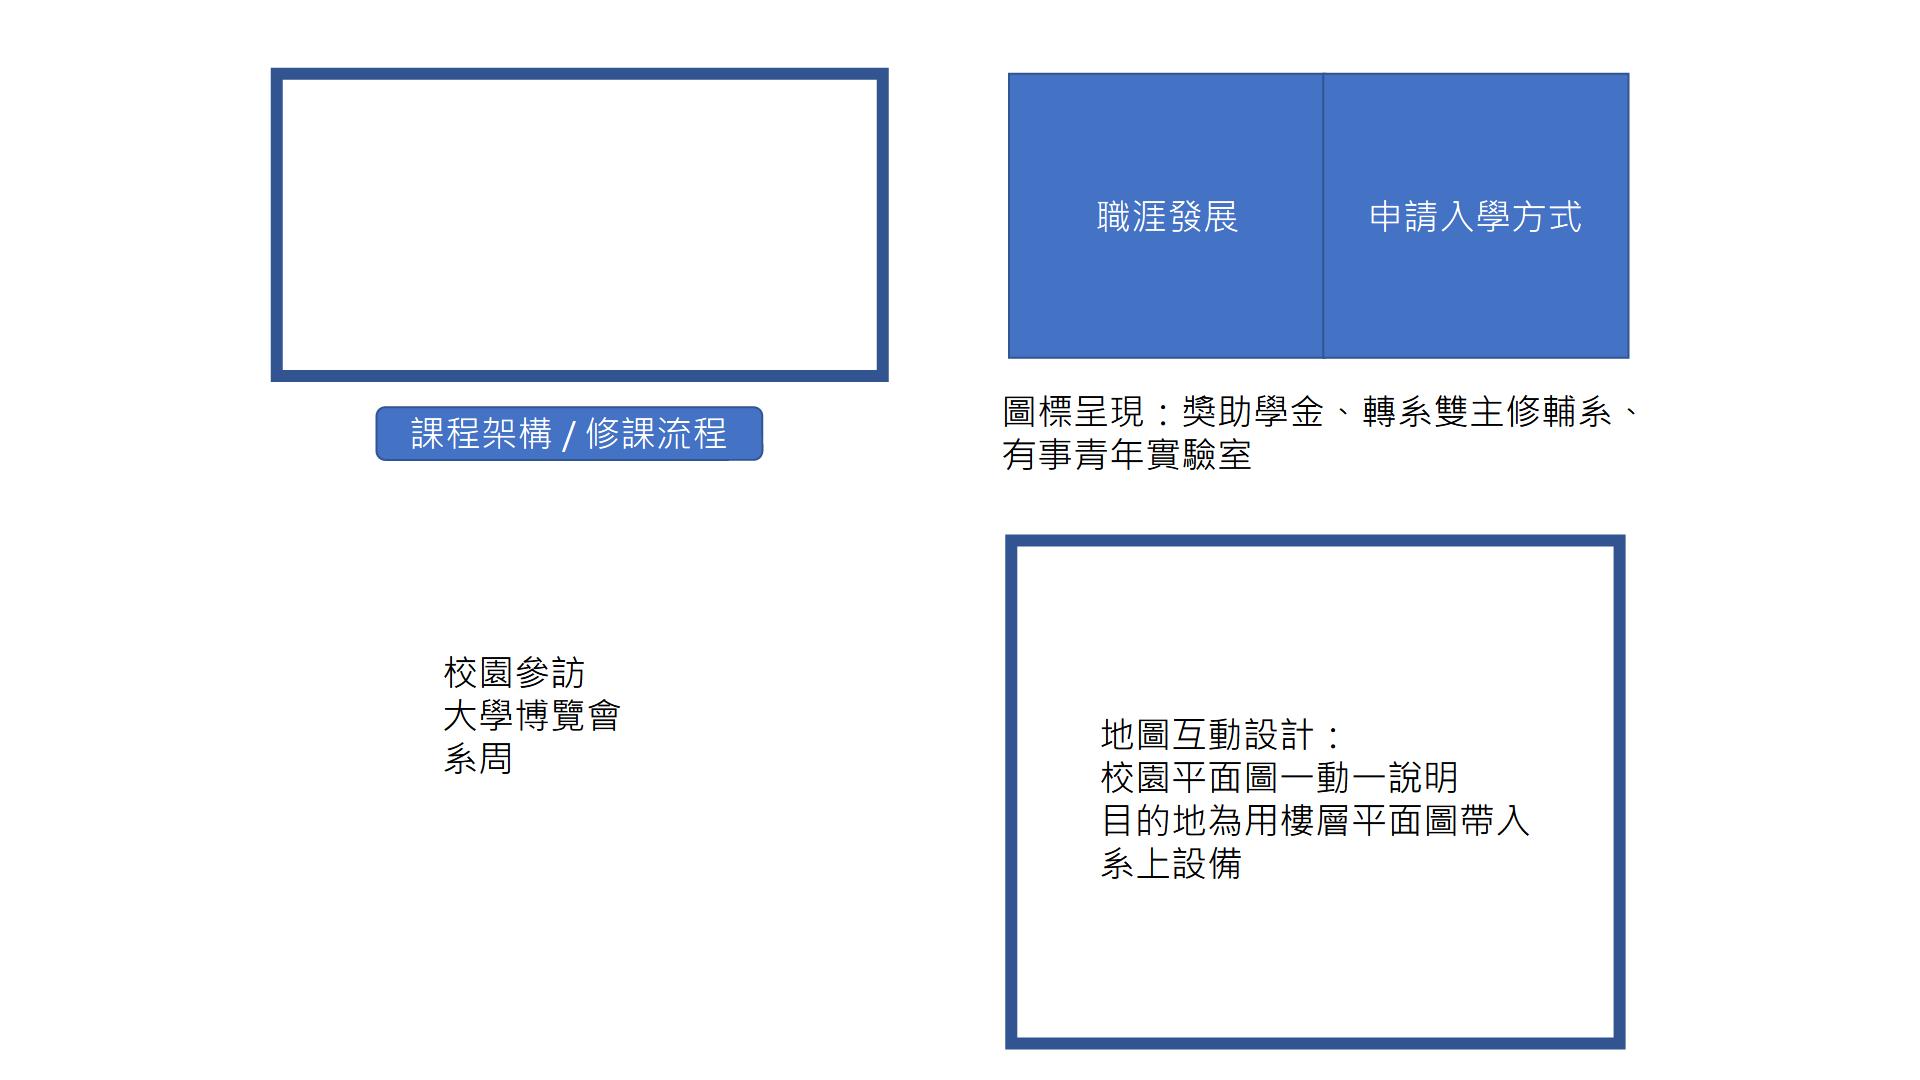 職涯發展
申請入學方式
課程架構 / 修課流程
圖標呈現：獎助學金、轉系雙主修輔系、
有事青年實驗室
校園參訪
大學博覽會
系周
地圖互動設計：
校園平面圖一動一說明
目的地為用樓層平面圖帶入
系上設備